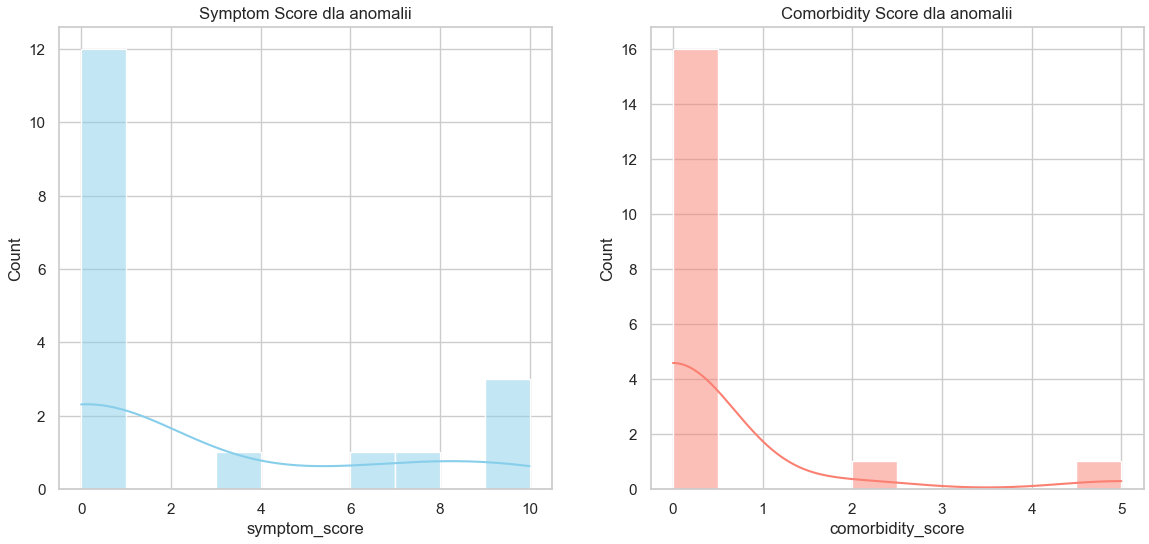 Symptom Score dla anomalii
Count
12
10
8
6
4
2
0
0 2 4 6 8 10
symptom_score
Comorbidity Score dla anomalii
Count
16
14
12
10
8
6
4
2
0
0 1 2 3 4 5
comorbidity_score